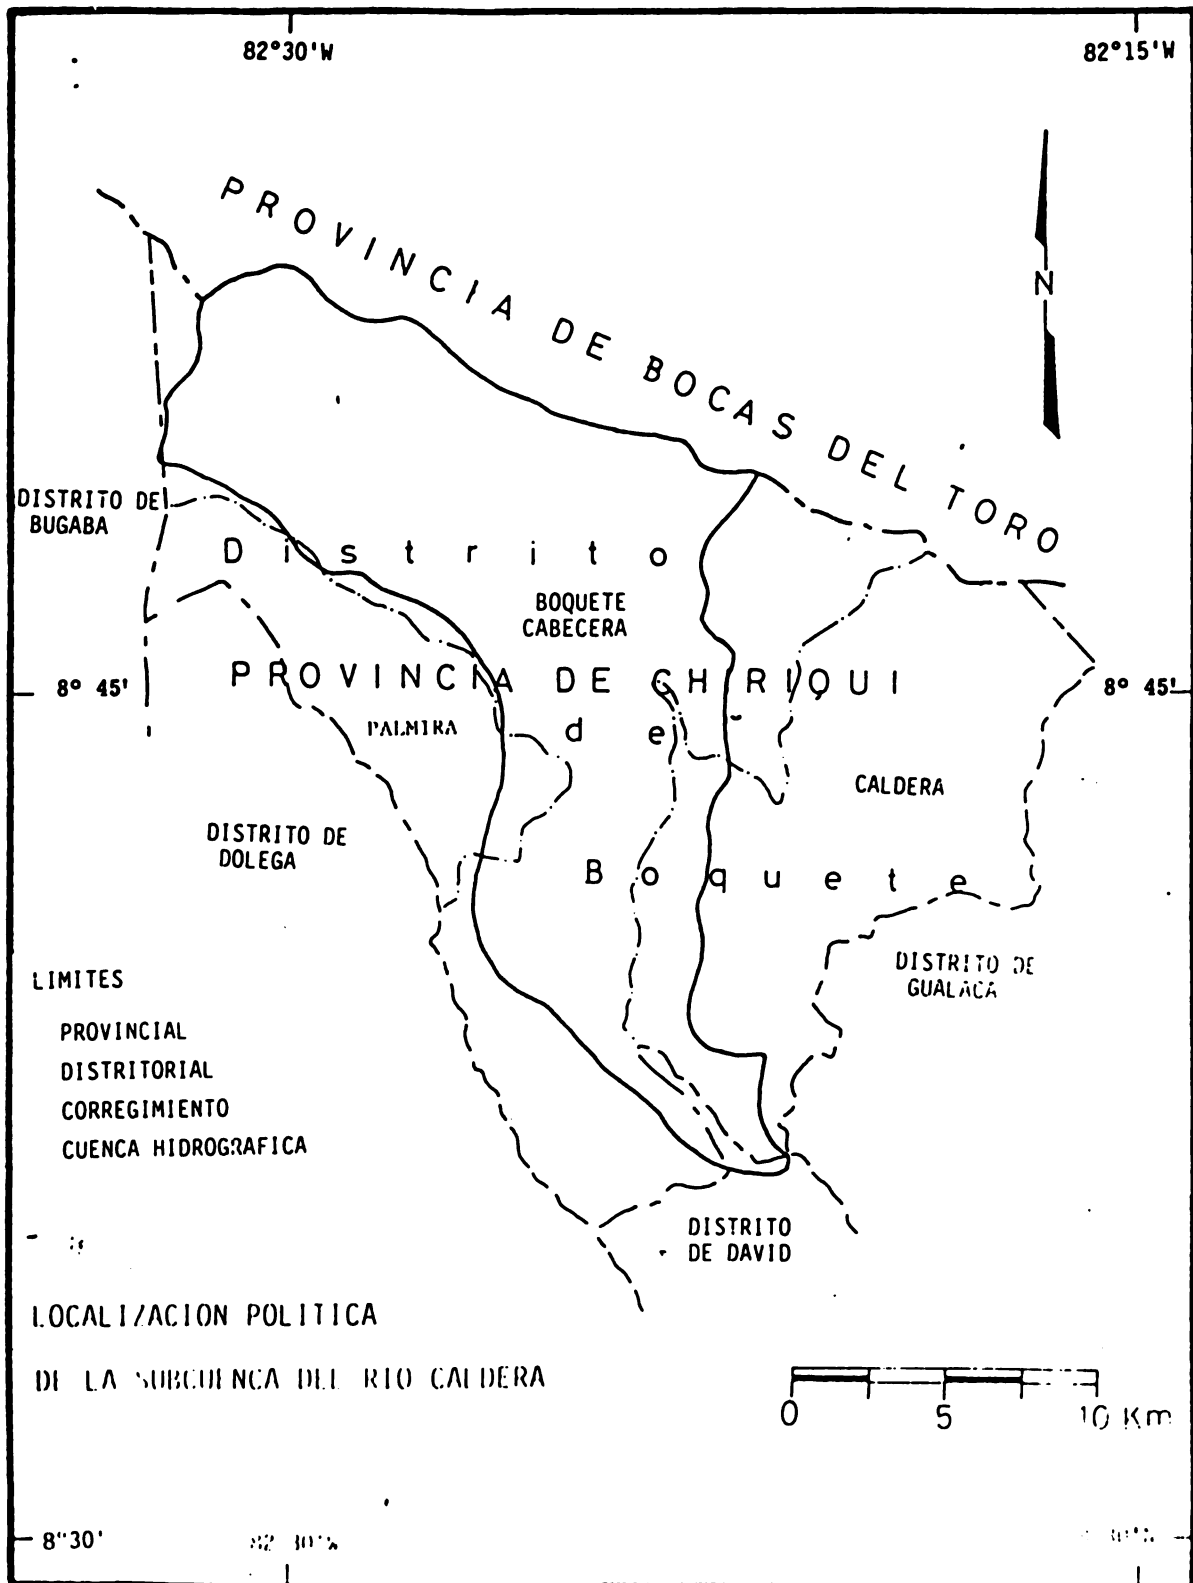 82°30'W
82°15'W
PROVINCIA DE BOCAS DEL TORO
N
DISTRITO DE
BUGABA
Distrito
BOQUETE
CABECERA
8° 45'
PROVINCIA DE CHRIQUI
8° 45'
PALMIRA
de
CALDERA
DISTRITO DE
DOLEGA
Boquete
DISTRITO DE
GUALACA
LIMITES
PROVINCIAL
DISTRITORIAL
CORREGIMIENTO
CUENCA HIDROGRAFICA
DISTRITO
DE DAVID
LOCALIZACION POLITICA
DE LA SUBCUENCA DEL RIO CALDERA
0 5 10 Km
8°30'